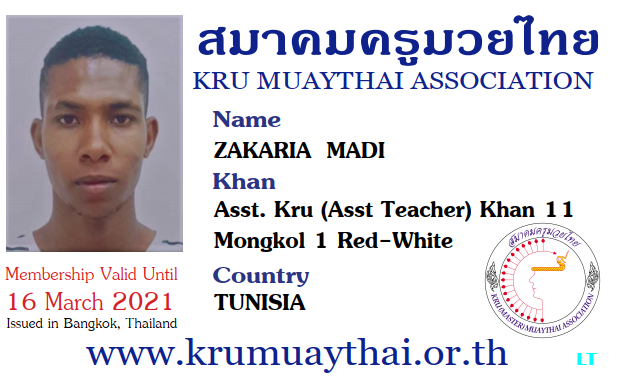 สมาคมครูมวยไทย
KRU MUAYTHAI ASSOCIATION
Name
ZAKARIA MADI
Khan
Asst. Kru (Asst Teacher) Khan 11
Mongkol 1 Red-White
Country
TUNISIA
Membership Valid Until
16 March 2021
Issued in Bangkok, Thailand
สมาคมครูมวยไทย
KRU(MASTER) MUAYTHAI ASSOCIATION
www.krumuaythai.or.th
LT